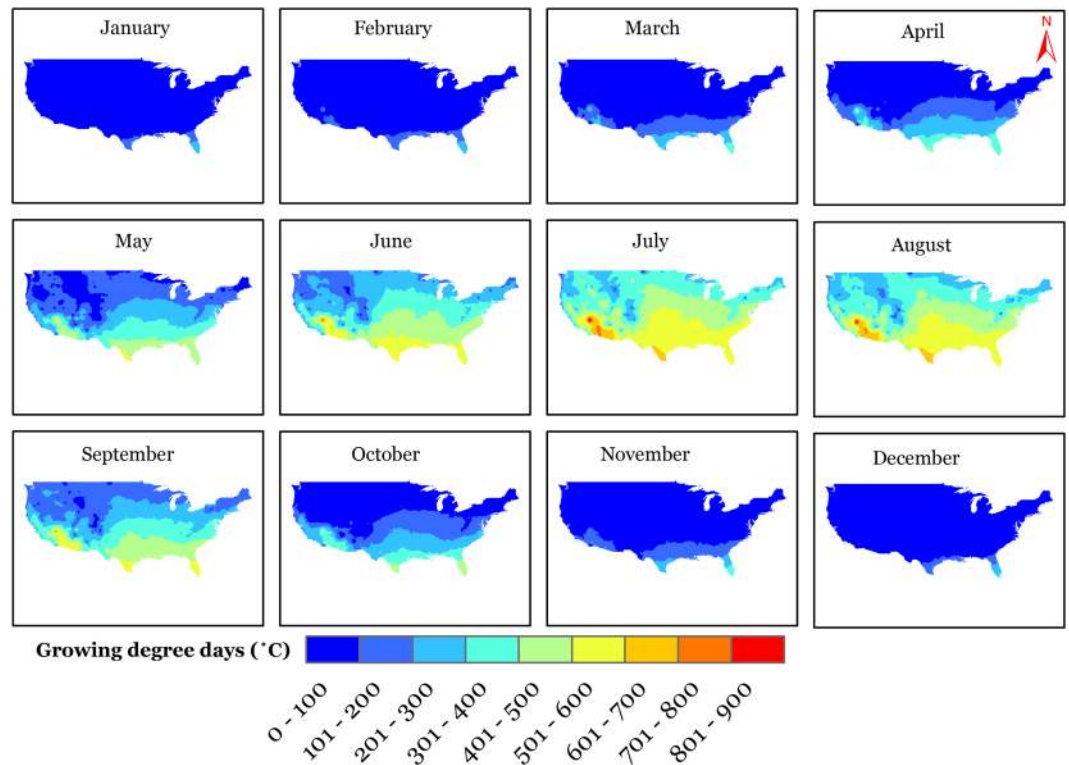 January
February
March
April
N
May
June
July
August
September
October
November
December
Growing degree days (˚C)
0 - 100
101 - 200
201 - 300
301 - 400
401 - 500
501 - 600
601 - 700
701 - 800
801 - 900